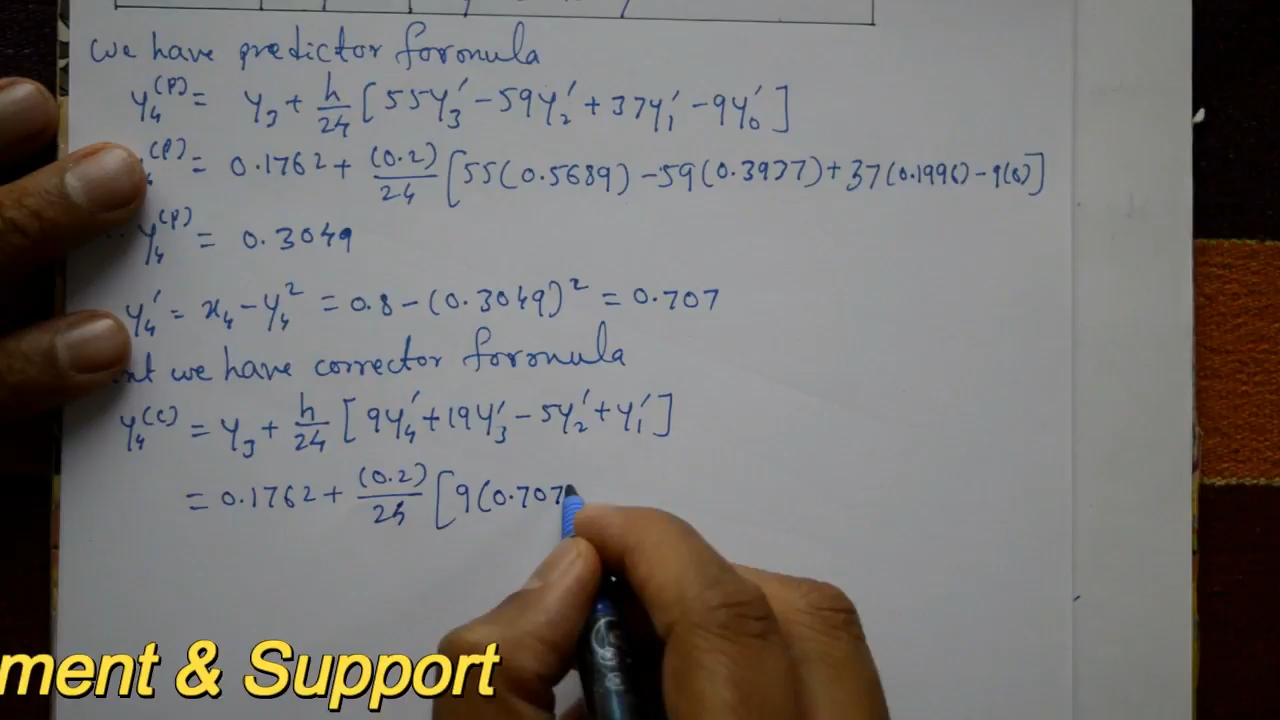 we have predictor foromula
y₄⁽ᴾ⁾ = y₃ + h/24 [55y₃' - 59y₂' + 37y₁' - 9y₀']
⁽ᴾ⁾ = 0.1762 + (0.2)/24 [55(0.5689) - 59(0.3937) + 37(0.1996) - 9(0)]
y₄⁽ᴾ⁾ = 0.3049
y₄' = x₄ - y₄² = 0.8 - (0.3049)² = 0.707
we have corrector foromula
y₄⁽ᶜ⁾ = y₃ + h/24 [9y₄' + 19y₃' - 5y₂' + y₁']
= 0.1762 + (0.2)/24 [9(0.707
ment & Support